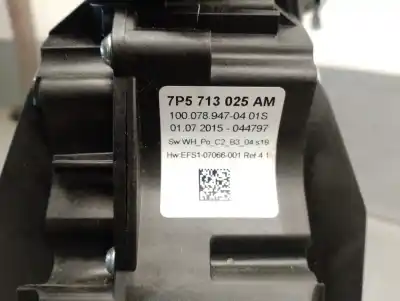 7P5 713 025 AM
100.078.947-04 01S
01.07.2015 - 044797
Sw:WH_Po_C2_B3_04 s19
Hw:EFS1-07066-001 Ref 4.1